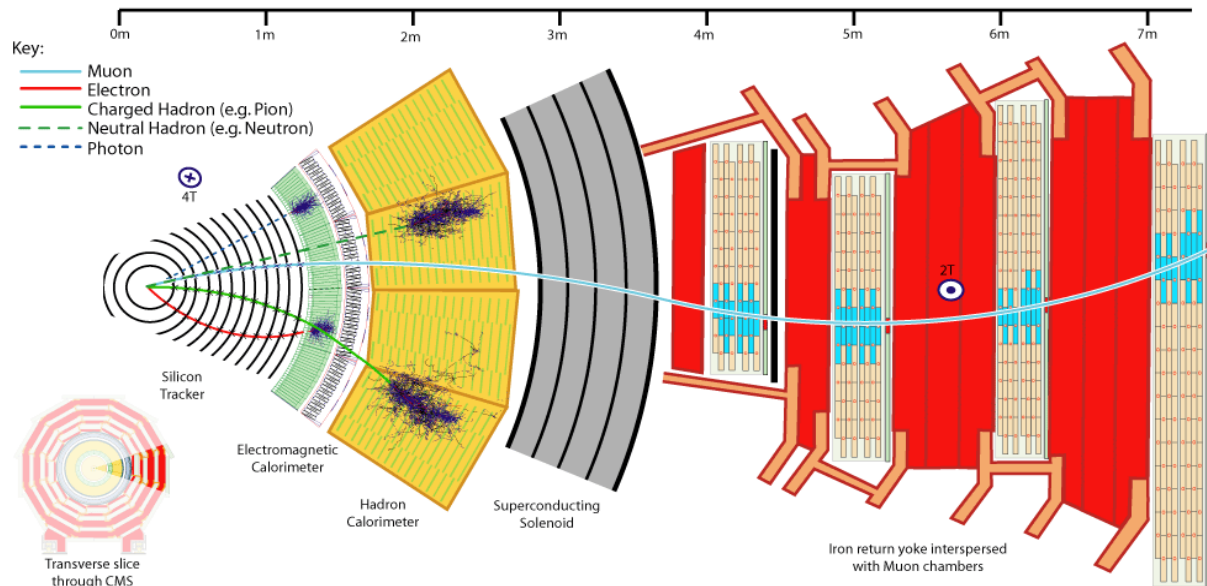 0m 1m 2m 3m 4m 5m 6m 7m
Key:
Muon
Electron
Charged Hadron (e.g. Pion)
Neutral Hadron (e.g. Neutron)
Photon
4T
2T
Silicon
Tracker
Electromagnetic
Calorimeter
Hadron
Calorimeter
Superconducting
Solenoid
Iron return yoke interspersed
with Muon chambers
Transverse slice
through CMS